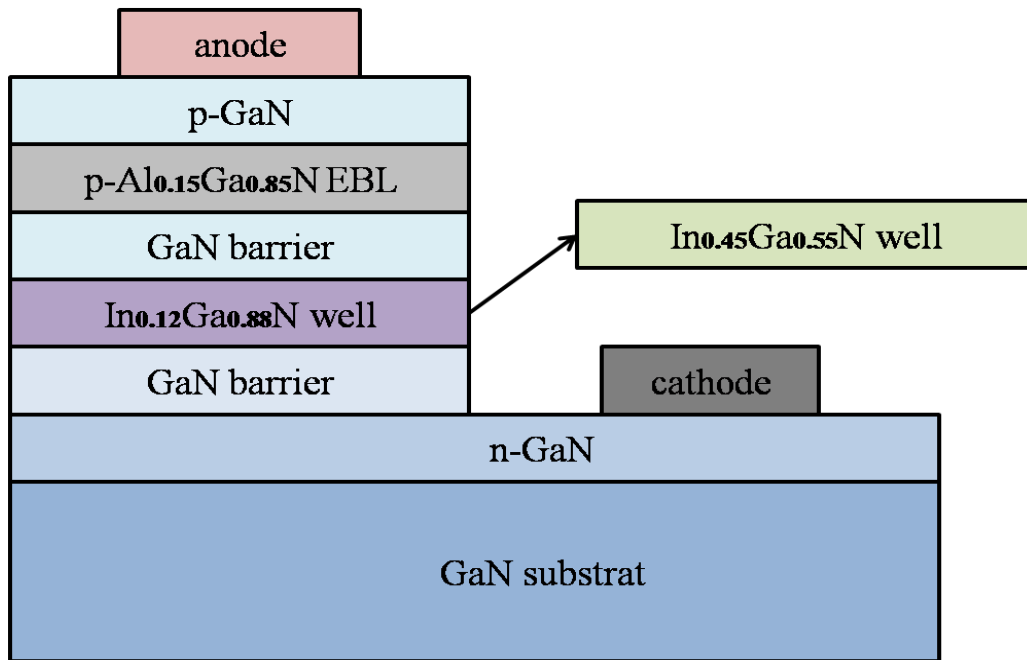 anode
p-GaN
p-Al0.15Ga0.85N EBL
GaN barrier
In0.45Ga0.55N well
In0.12Ga0.88N well
GaN barrier
cathode
n-GaN
GaN substrat